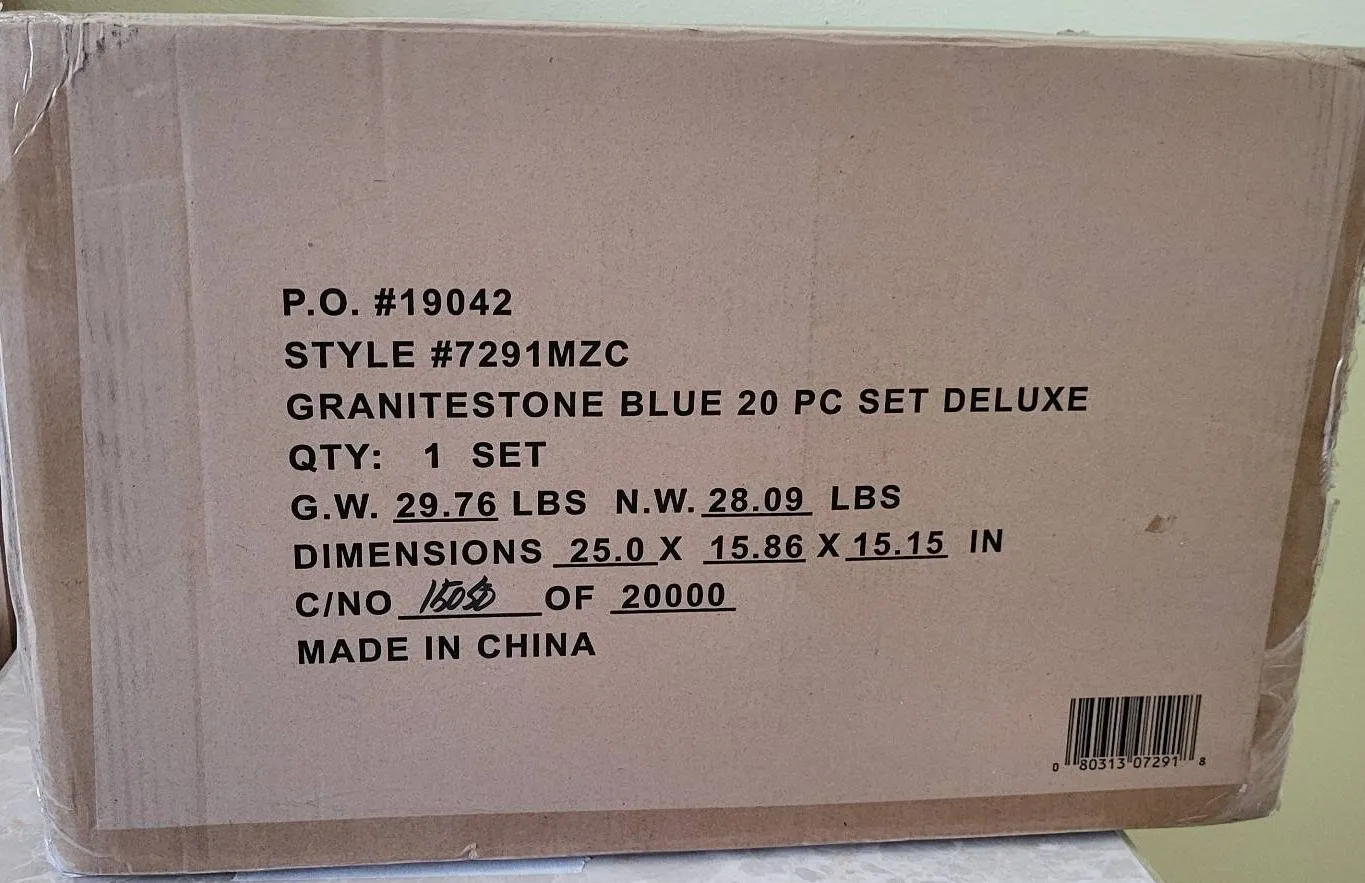 P.O. #19042
STYLE #7291MZC
GRANITESTONE BLUE 20 PC SET DELUXE
QTY: 1 SET
G.W. 29.76 LBS N.W. 28.09 LBS
DIMENSIONS 25.0 X 15.86 X 15.15 IN
C/NO OF 20000
MADE IN CHINA
0 80313 07291 8